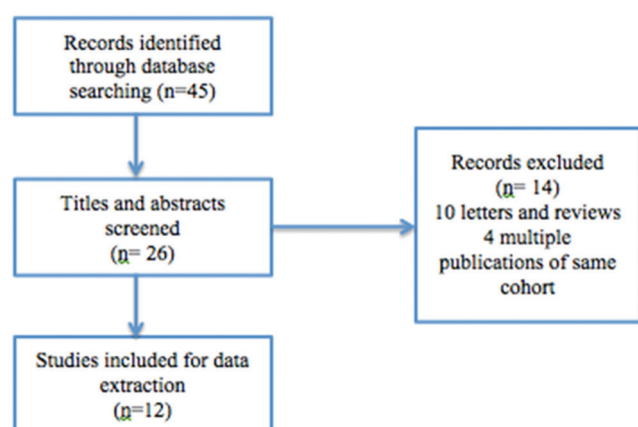 Records identified
through database
searching (n=45)
Titles and abstracts
screened
(n= 26)
Records excluded
(n= 14)
10 letters and reviews
4 multiple
publications of same
cohort
Studies included for data
extraction
(n=12)